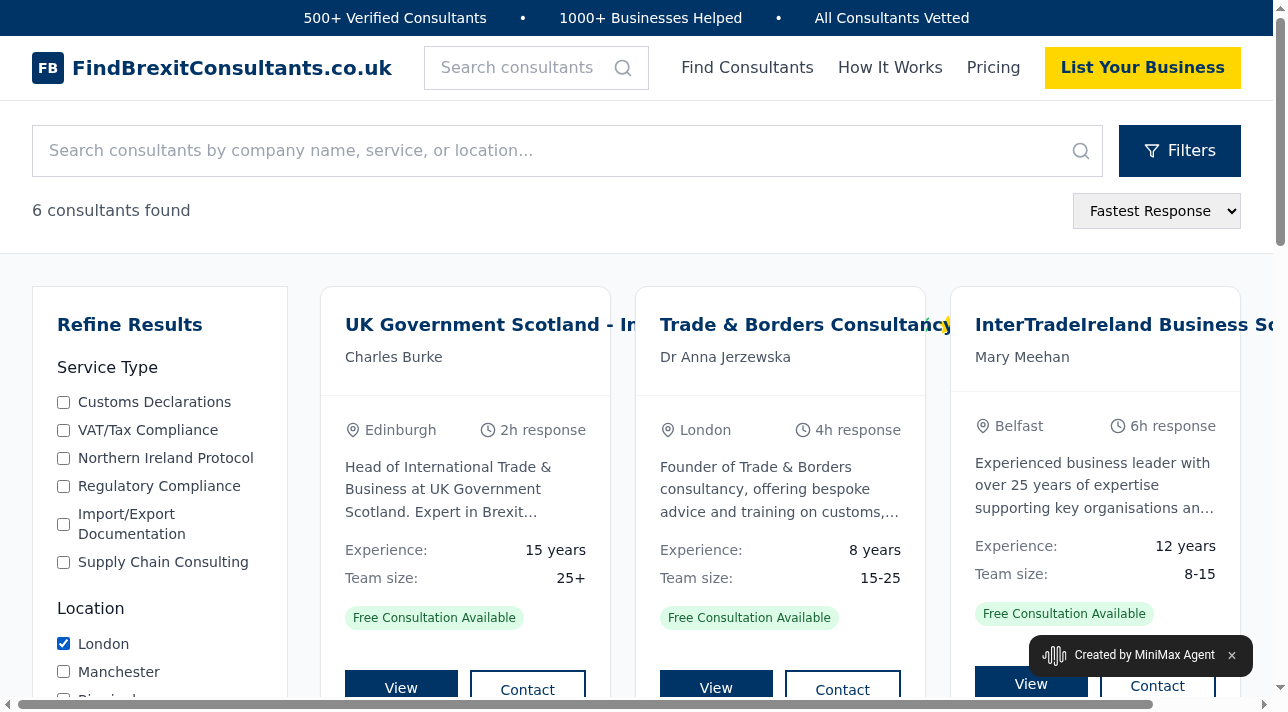 500+ Verified Consultants • 1000+ Businesses Helped • All Consultants Vetted
FB FindBrexitConsultants.co.uk Search consultants Find Consultants How It Works Pricing List Your Business
Search consultants by company name, service, or location... Filters
6 consultants found Fastest Response
Refine Results
Service Type
Customs Declarations
VAT/Tax Compliance
Northern Ireland Protocol
Regulatory Compliance
Import/Export
Documentation
Supply Chain Consulting
Location
London
Manchester
UK Government Scotland - In
Charles Burke
Edinburgh 2h response
Head of International Trade &
Business at UK Government
Scotland. Expert in Brexit...
Experience: 15 years
Team size: 25+
Free Consultation Available
View Contact
Trade & Borders Consultancy
Dr Anna Jerzewska
London 4h response
Founder of Trade & Borders
consultancy, offering bespoke
advice and training on customs,...
Experience: 8 years
Team size: 15-25
Free Consultation Available
View Contact
InterTradeIreland Business
Mary Meehan
Belfast 6h response
Experienced business leader with
over 25 years of expertise
supporting key organisations an...
Experience: 12 years
Team size: 8-15
Free Consultation Available
View Contact
Created by MiniMax Agent ×